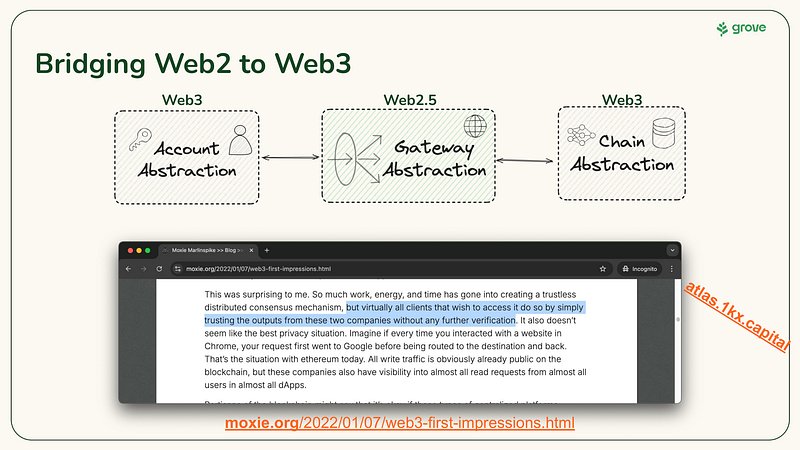 grove
Bridging Web2 to Web3
Web3
Web2.5
Web3
Account
Abstraction
Gateway
Abstraction
Chain
Abstraction
Moxie Marlinspike >> Blog >>
moxie.org/2022/01/07/web3-first-impressions.html
Incognito
This was surprising to me. So much work, energy, and time has gone into creating a trustless
distributed consensus mechanism, but virtually all clients that wish to access it do so by simply
trusting the outputs from these two companies without any further verification. It also doesn't
seem like the best privacy situation. Imagine if every time you interacted with a website in
Chrome, your request first went to Google before being routed to the destination and back.
That's the situation with ethereum today. All write traffic is obviously already public on the
blockchain, but these companies also have visibility into almost all read requests from almost all
users in almost all dApps.
atlas.1kx.capital
moxie.org/2022/01/07/web3-first-impressions.html